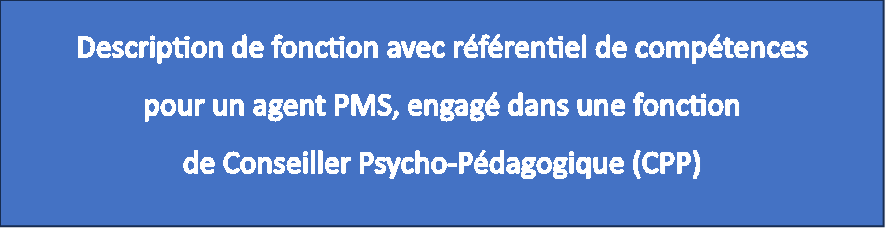 Description de fonction avec référentiel de compétences
pour un agent PMS, engagé dans une fonction
de Conseiller Psycho-Pédagogique (CPP)